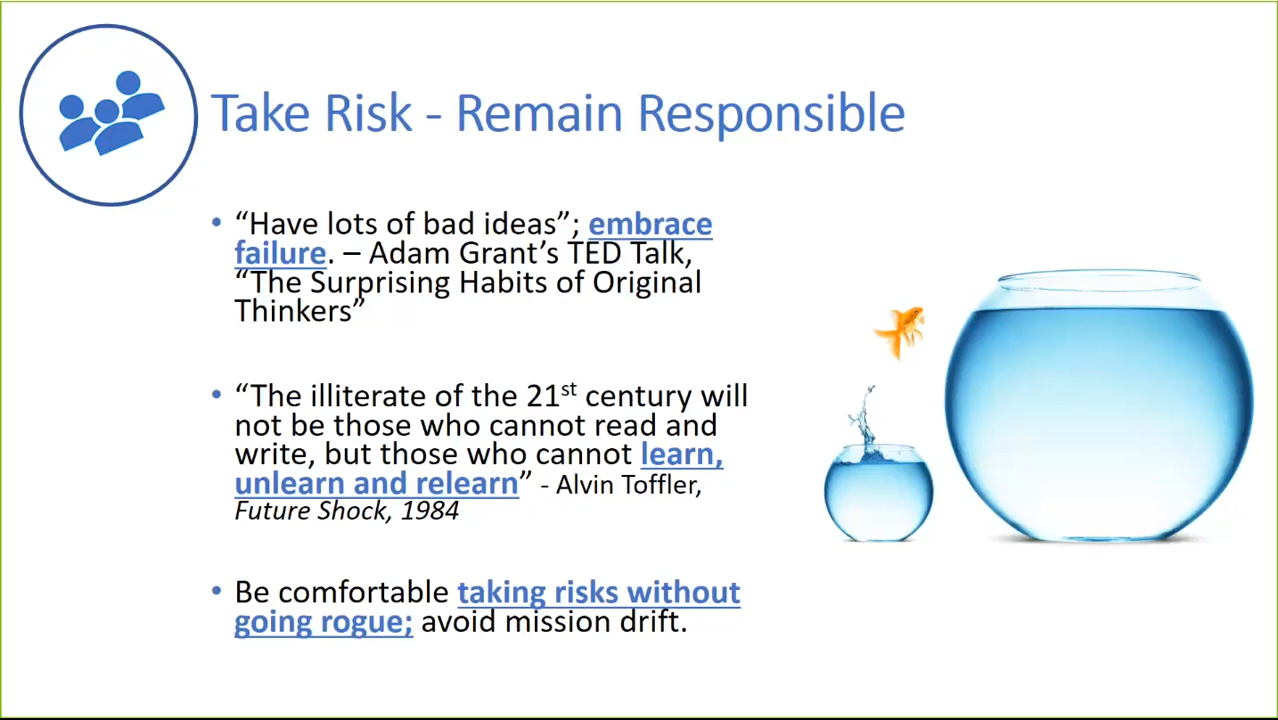 Take Risk - Remain Responsible
• “Have lots of bad ideas”; embrace
failure. – Adam Grant’s TED Talk,
“The Surprising Habits of Original
Thinkers”
• “The illiterate of the 21st century will
not be those who cannot read and
write, but those who cannot learn,
unlearn and relearn” - Alvin Toffler,
Future Shock, 1984
• Be comfortable taking risks without
going rogue; avoid mission drift.